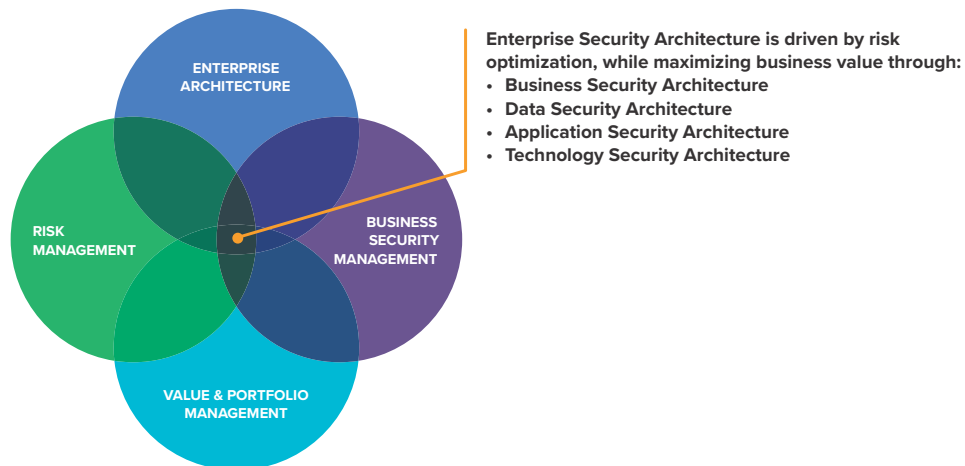 ENTERPRISE
ARCHITECTURE
Enterprise Security Architecture is driven by risk
optimization, while maximizing business value through:
• Business Security Architecture
• Data Security Architecture
• Application Security Architecture
• Technology Security Architecture
RISK
MANAGEMENT
BUSINESS
SECURITY
MANAGEMENT
VALUE & PORTFOLIO
MANAGEMENT